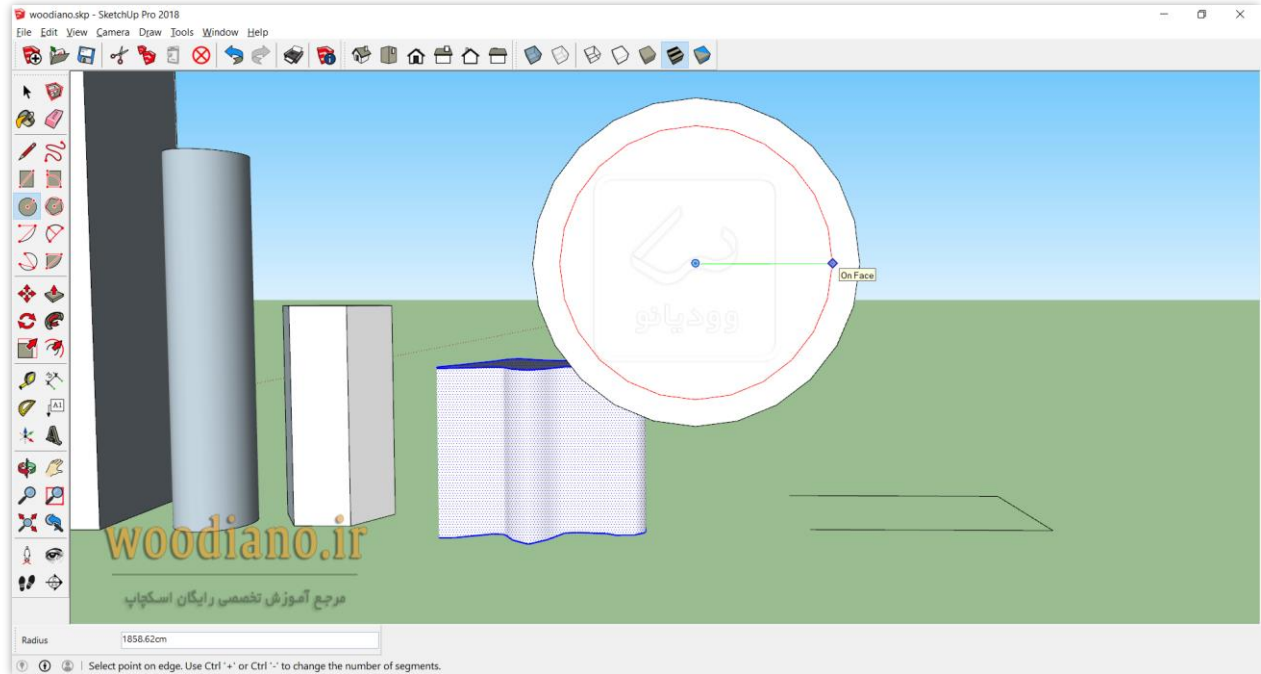 woodiano.skp - SketchUp Pro 2018
File Edit View Camera Draw Tools Window Help
On Face
وودیانو
A1
woodiano.ir
مرجع آموزش تخصصی رایگان اسکچاپ
Radius 1858.62cm
Select point on edge. Use Ctrl '+' or Ctrl '-' to change the number of segments.